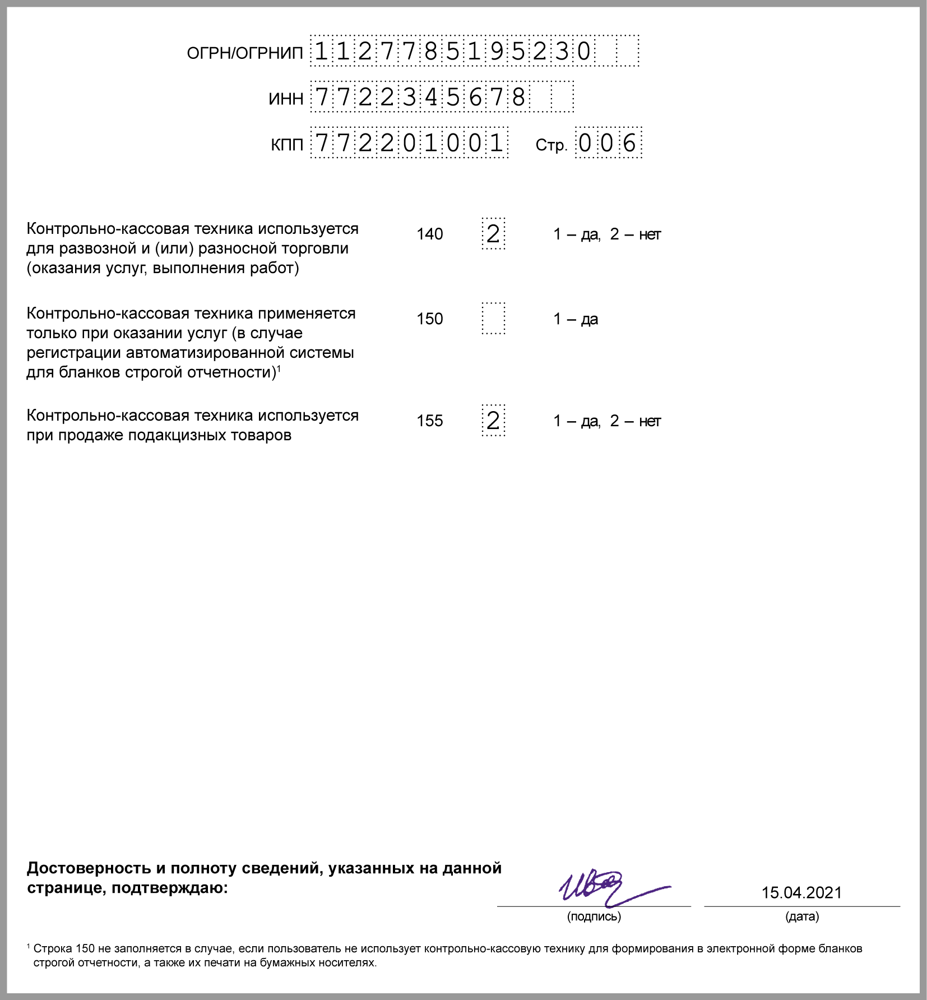 ОГРН/ОГРНИП 1127785195230
ИНН 7722345678
КПП 772201001 Стр. 006
Контрольно-кассовая техника используется 140 2 1 – да, 2 – нет
для развозной и (или) разносной торговли
(оказания услуг, выполнения работ)
Контрольно-кассовая техника применяется 150 1 – да
только при оказании услуг (в случае
регистрации автоматизированной системы
для бланков строгой отчетности)¹
Контрольно-кассовая техника используется 155 2 1 – да, 2 – нет
при продаже подакцизных товаров
Достоверность и полноту сведений, указанных на данной
странице, подтверждаю:
15.04.2021
(подпись) (дата)
¹ Строка 150 не заполняется в случае, если пользователь не использует контрольно-кассовую технику для формирования в электронной форме бланков
строгой отчетности, а также их печати на бумажных носителях.